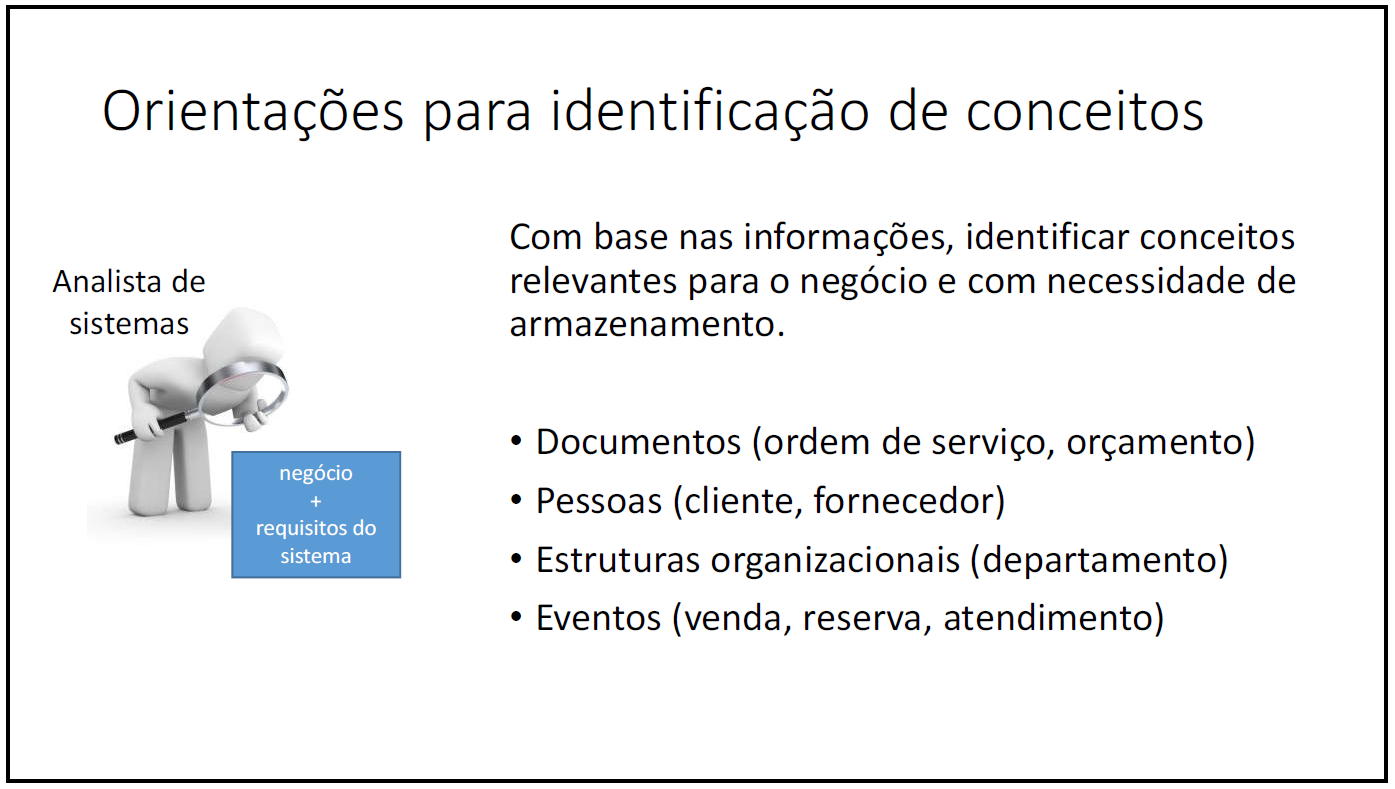 Orientações para identificação de conceitos
Analista de
sistemas
negócio
+
requisitos do
sistema
Com base nas informações, identificar conceitos
relevantes para o negócio e com necessidade de
armazenamento.
• Documentos (ordem de serviço, orçamento)
• Pessoas (cliente, fornecedor)
• Estruturas organizacionais (departamento)
• Eventos (venda, reserva, atendimento)